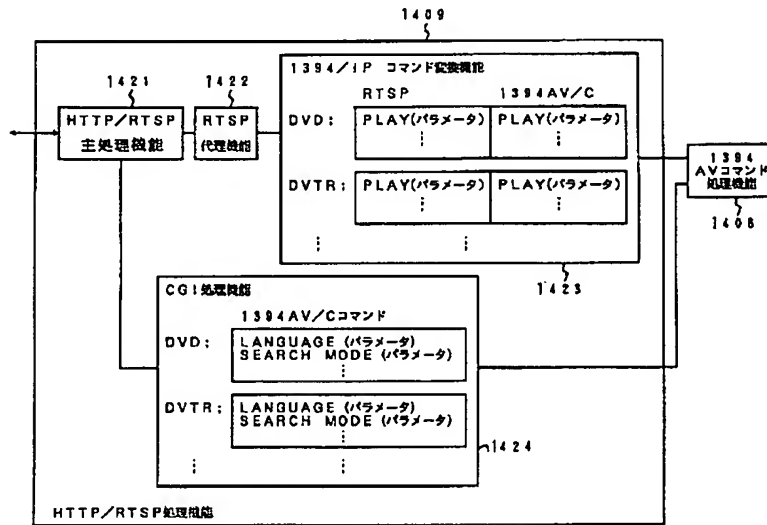 1409
1421
1422
1394/IP コマンド変換機能
RTSP 1394AV/C
HTTP/RTSP
主処理機能
RTSP
代理機能
DVD: PLAY(パラメータ) PLAY(パラメータ)
⋮ ⋮
DVTR: PLAY(パラメータ) PLAY(パラメータ)
⋮ ⋮
⋮ ⋮
1394
AVコマンド
処理機能
1406
1423
CGI処理機能
1394AV/Cコマンド
DVD: LANGUAGE (パラメータ)
SEARCH MODE (パラメータ)
⋮
DVTR: LANGUAGE (パラメータ)
SEARCH MODE (パラメータ)
⋮
⋮ ⋮
1424
HTTP/RTSP処理機能